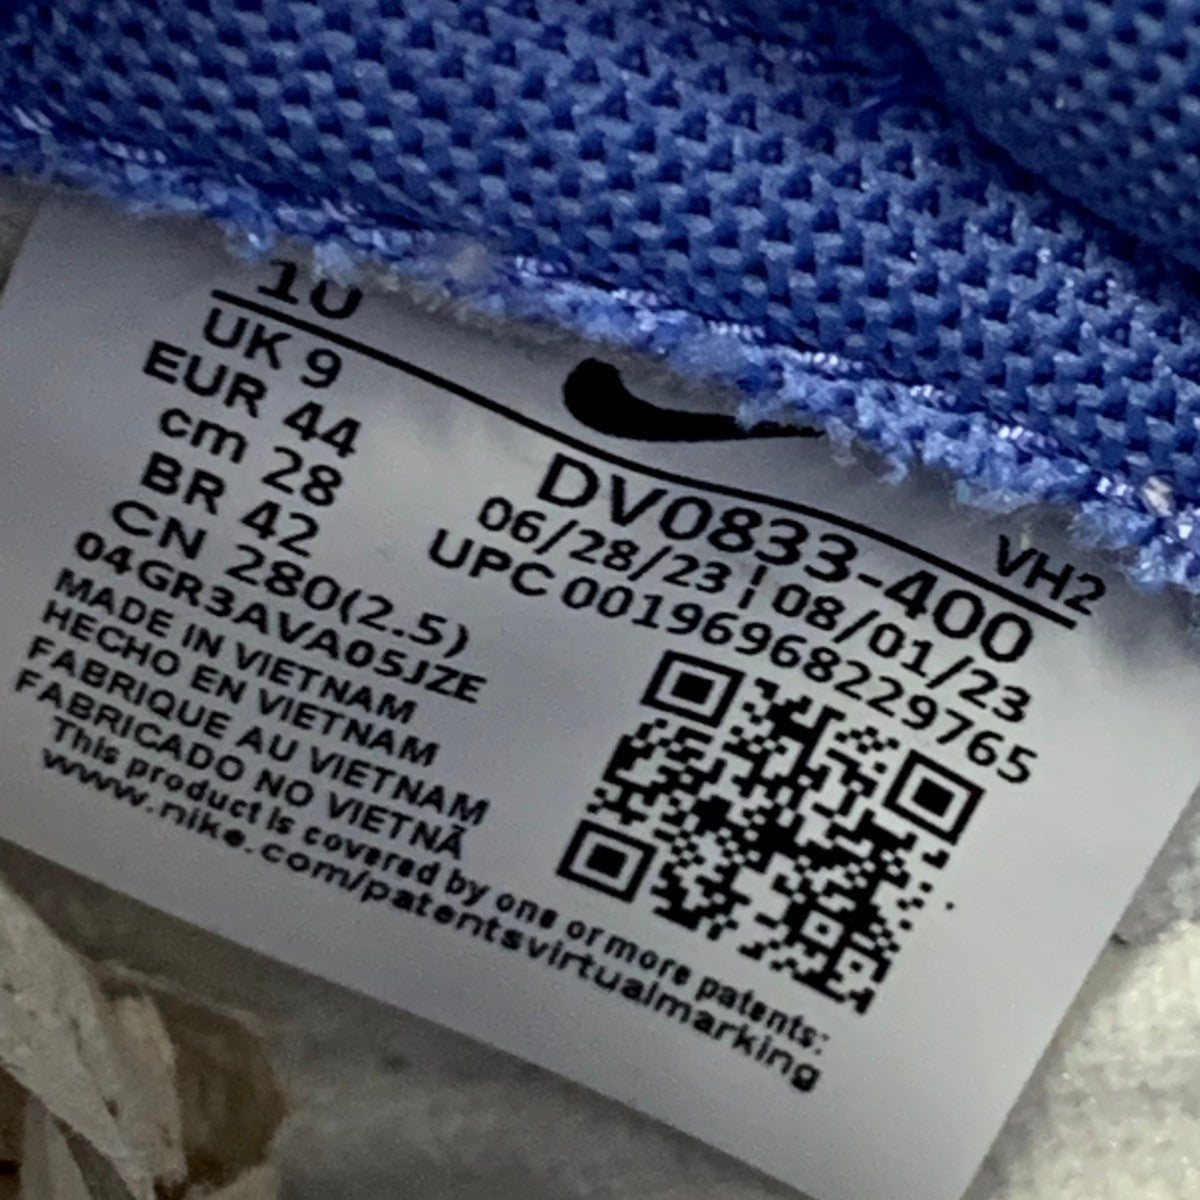 10
UK 9
EUR 44
cm 28
BR 42
CN 280(2.5)
04GR3AVA05JZE
MADE IN VIETNAM
HECHO EN VIETNAM
FABRIQUE AU VIETNAM
FABRICADO NO VIETNÃ
This product is covered by one or more patents:
www.nike.com/patentsvirtualmarking
VH2
DV0833-400
06/28/23 ¦ 08/01/23
UPC 00196968229765